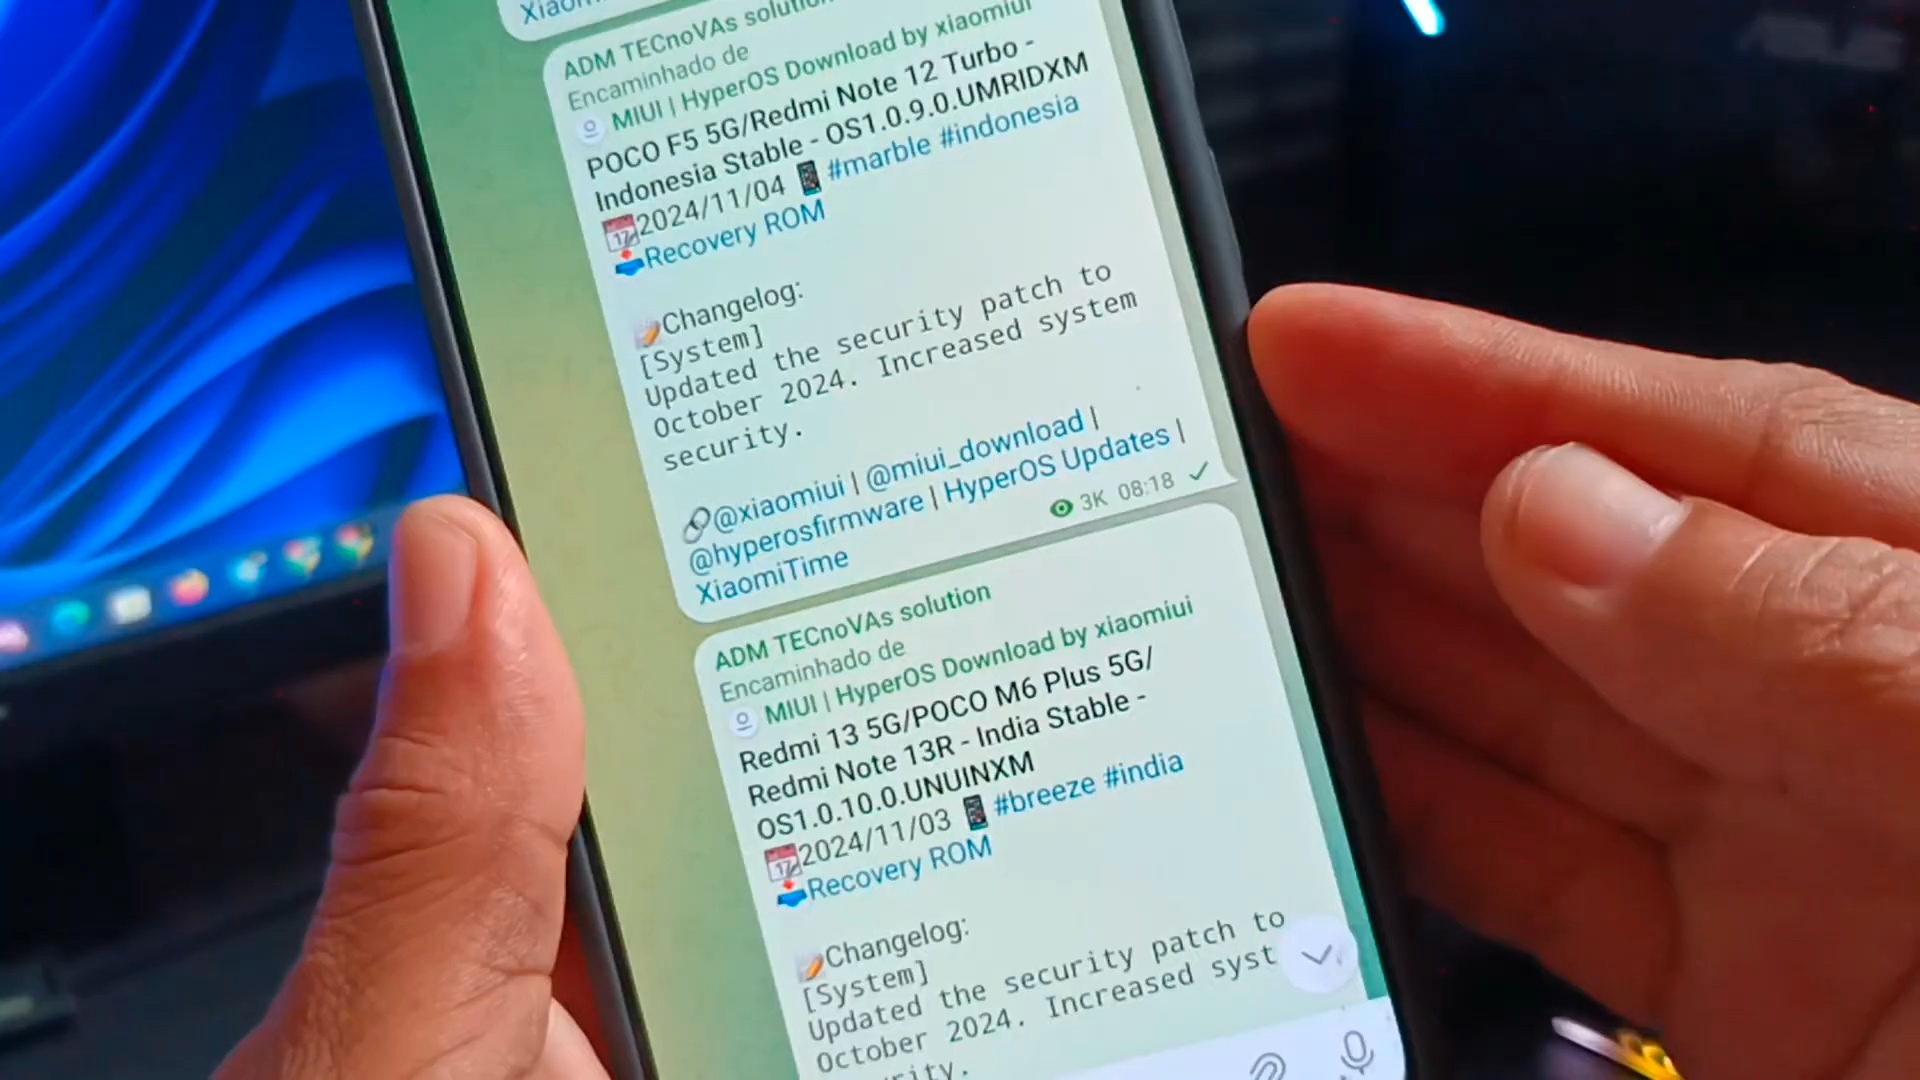 ADM TECnoVAs solution
Encaminhado de
MIUI | HyperOS Download by xiaomiui
POCO F5 5G/Redmi Note 12 Turbo -
Indonesia Stable - OS1.0.9.0.UMRIDXM
2024/11/04 #marble #indonesia
Recovery ROM
Changelog:
[System]
Updated the security patch to
October 2024. Increased system
security.
@xiaomiui | @miui_download |
@hyperosfirmware | HyperOS Updates |
XiaomiTime
3K 08:18
ADM TECnoVAs solution
Encaminhado de
MIUI | HyperOS Download by xiaomiui
Redmi 13 5G/POCO M6 Plus 5G/
Redmi Note 13R - India Stable -
OS1.0.10.0.UNUINXM
2024/11/03 #breeze #india
Recovery ROM
Changelog:
[System]
Updated the security patch to
October 2024. Increased syst